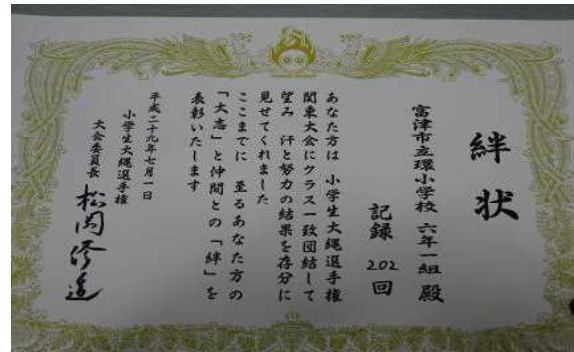 絆状
富津市立環小学校 六年一組 殿
記録 202回
あなた方は 小学生大縄選手権
関東大会にクラス一致団結して
望み 汗と努力の結果を存分に
見せてくれました
ここまでに 至るあなた方の
「大志」と仲間との「絆」を
表彰いたします
平成二十九年七月一日
小学生大縄選手権
大会委員長 松岡修造